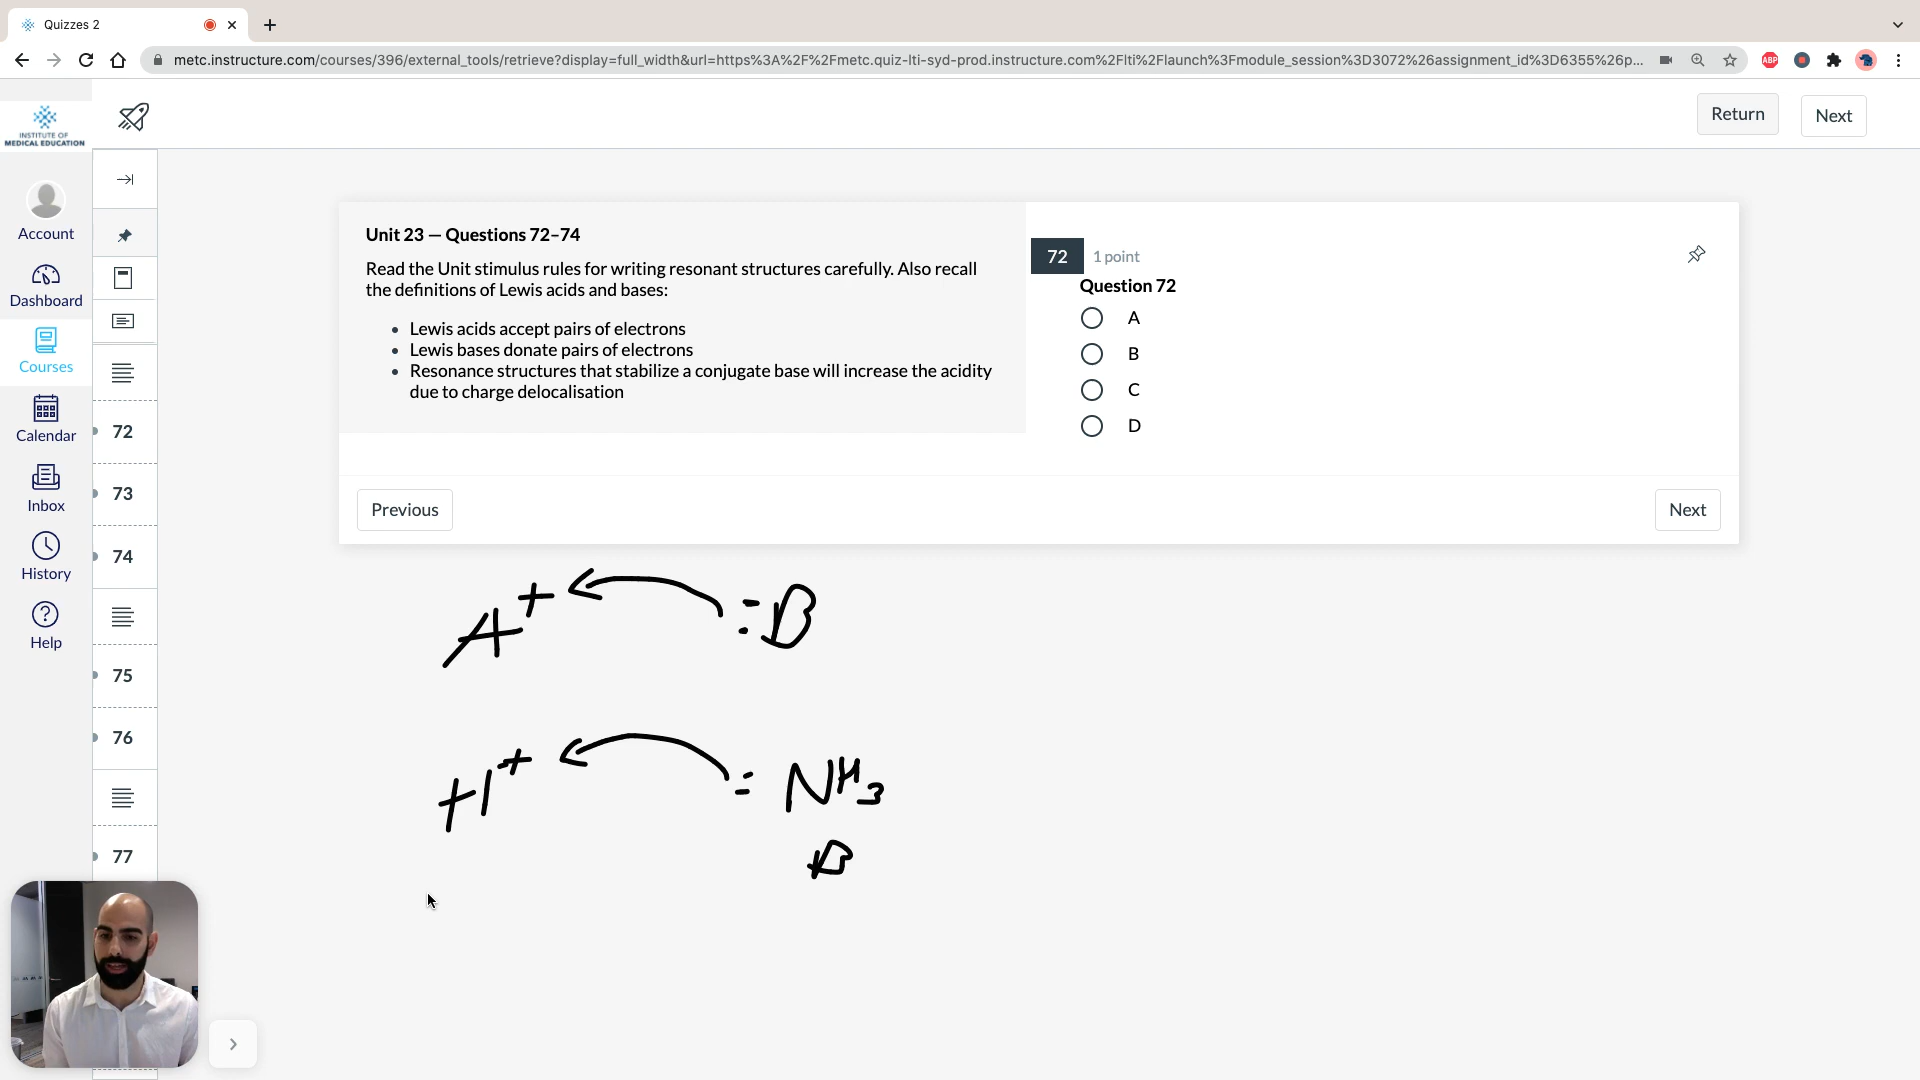 Quizzes 2
metc.instructure.com/courses/396/external_tools/retrieve?display=full_width&url=https%3A%2F%2Fmetc.quiz-lti-syd-prod.instructure.com%2Flti%2Flaunch%3Fmodule_session%3D3072%26assignment_id%3D6355%26p...
ABP
INSTITUTE OF
MEDICAL EDUCATION
Return
Next
Account
Dashboard
Courses
Calendar
Inbox
History
Help
72
73
74
75
76
77
Unit 23 — Questions 72–74
Read the Unit stimulus rules for writing resonant structures carefully. Also recall
the definitions of Lewis acids and bases:
• Lewis acids accept pairs of electrons
• Lewis bases donate pairs of electrons
• Resonance structures that stabilize a conjugate base will increase the acidity
due to charge delocalisation
72
1 point
Question 72
A
B
C
D
Previous
Next
A+ :B
H+ :NH3
B